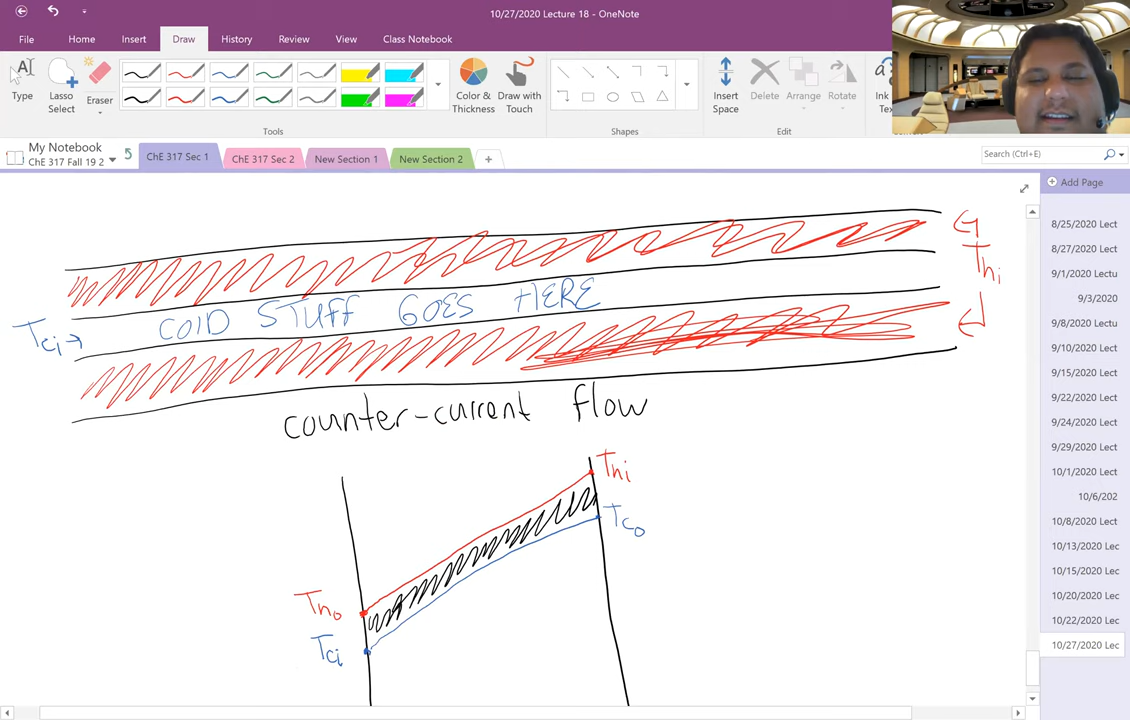 10/27/2020 Lecture 18 - OneNote
File Home Insert Draw History Review View Class Notebook
Type
Lasso Select
Eraser
Color & Thickness
Draw with Touch
Insert Space
Delete
Arrange
Rotate
Tools
Shapes
Edit
My Notebook
ChE 317 Fall 19 2
ChE 317 Sec 1
ChE 317 Sec 2
New Section 1
New Section 2
Search (Ctrl+E)
Add Page
8/25/2020 Lect
8/27/2020 Lect
9/1/2020 Lectu
9/3/2020
9/8/2020 Lectu
9/10/2020 Lect
9/15/2020 Lect
9/22/2020 Lect
9/24/2020 Lect
9/29/2020 Lect
10/1/2020 Lect
10/6/202
10/8/2020 Lect
10/13/2020 Lec
10/15/2020 Lec
10/20/2020 Lec
10/22/2020 Lec
10/27/2020 Lec
Thi
Tci
COlD STUFF GOES HERE
counter-current flow
Thi
Tco
Tho
Tci